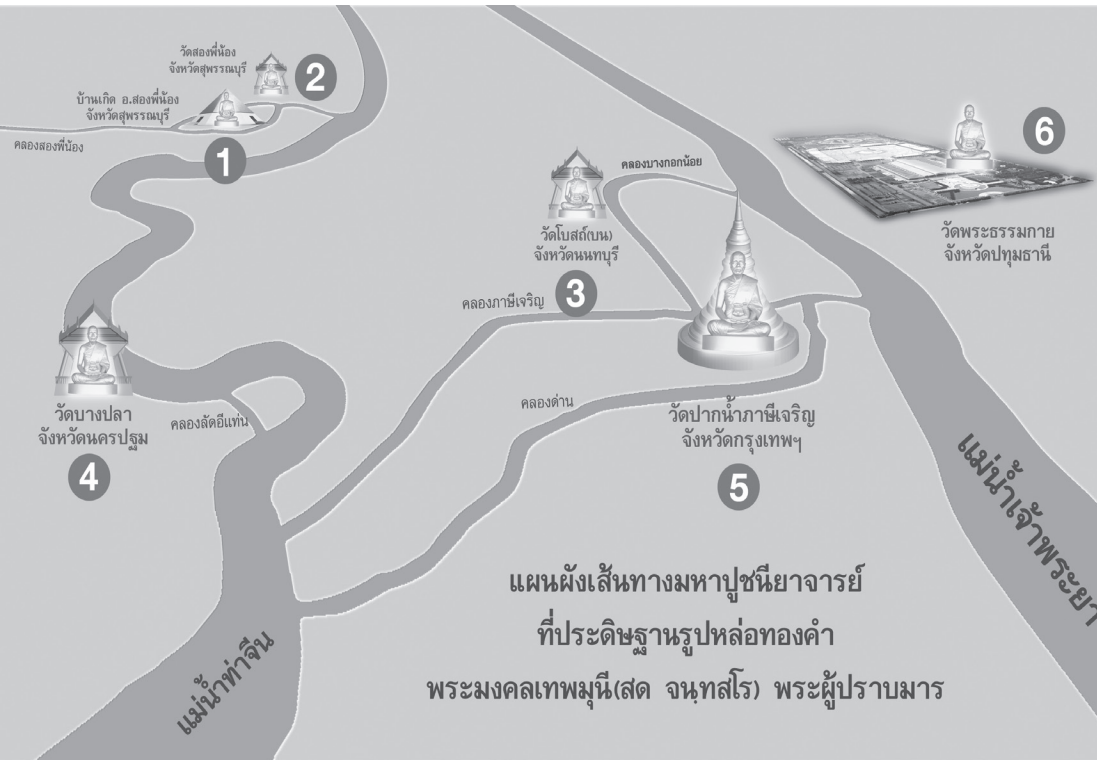 วัดสองพี่น้อง
จังหวัดสุพรรณบุรี
2
บ้านเกิด อ.สองพี่น้อง
จังหวัดสุพรรณบุรี
คลองสองพี่น้อง
1
6
คลองบางกอกน้อย
วัดโบสถ์(บน)
จังหวัดนนทบุรี
3
วัดพระธรรมกาย
จังหวัดปทุมธานี
คลองภาษีเจริญ
วัดบางปลา
จังหวัดนครปฐม
4
คลองลัดอีแท่น
คลองด่าน
วัดปากน้ำภาษีเจริญ
จังหวัดกรุงเทพฯ
5
แม่น้ำเจ้าพระยา
แม่น้ำท่าจีน
แผนผังเส้นทางมหาปูชนียาจารย์
ที่ประดิษฐานรูปหล่อทองคำ
พระมงคลเทพมุนี(สด จนฺทสโร) พระผู้ปราบมาร